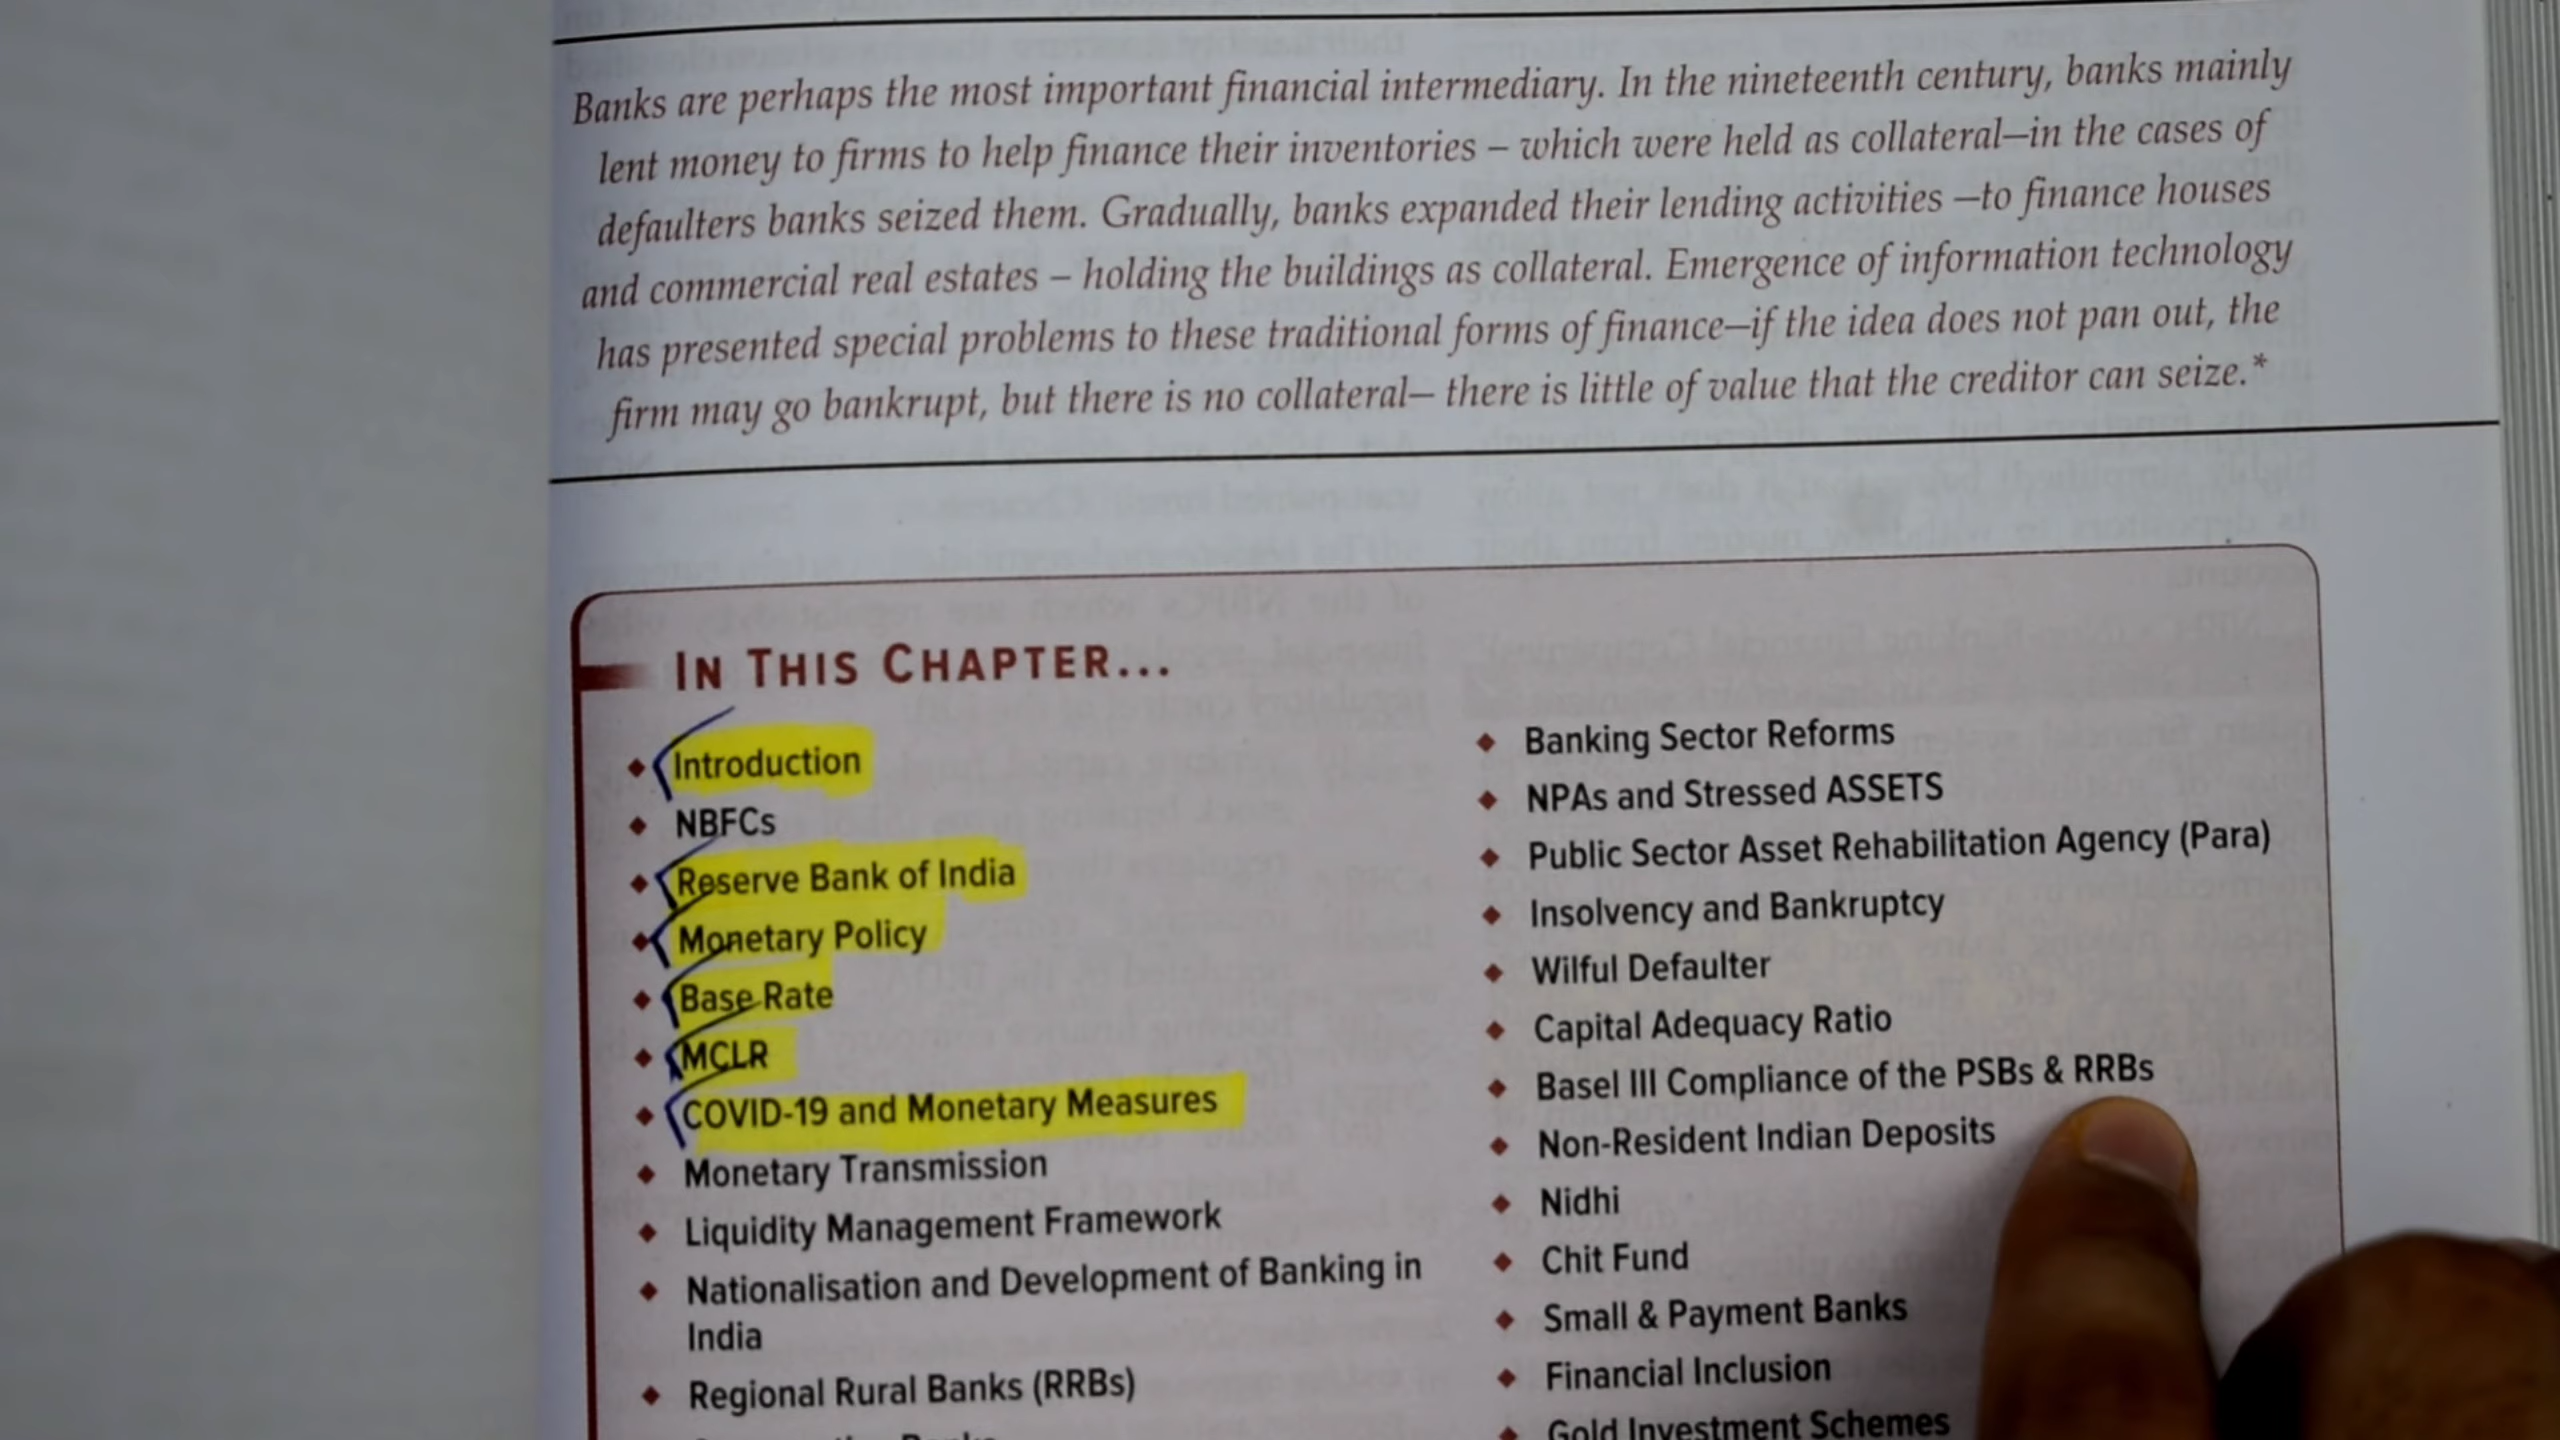 Banks are perhaps the most important financial intermediary. In the nineteenth century, banks mainly
lent money to firms to help finance their inventories – which were held as collateral—in the cases of
defaulters banks seized them. Gradually, banks expanded their lending activities —to finance houses
and commercial real estates – holding the buildings as collateral. Emergence of information technology
has presented special problems to these traditional forms of finance—if the idea does not pan out, the
firm may go bankrupt, but there is no collateral— there is little of value that the creditor can seize.*
IN THIS CHAPTER...
Introduction
NBFCs
Reserve Bank of India
Monetary Policy
Base Rate
MCLR
COVID-19 and Monetary Measures
Monetary Transmission
Liquidity Management Framework
Nationalisation and Development of Banking in
India
Regional Rural Banks (RRBs)
Banking Sector Reforms
NPAs and Stressed ASSETS
Public Sector Asset Rehabilitation Agency (Para)
Insolvency and Bankruptcy
Wilful Defaulter
Capital Adequacy Ratio
Basel III Compliance of the PSBs & RRBs
Non-Resident Indian Deposits
Nidhi
Chit Fund
Small & Payment Banks
Financial Inclusion
Gold Investment Schemes